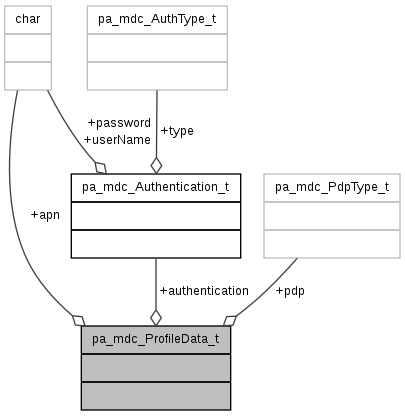 char
pa_mdc_AuthType_t
+password
+userName
+type
pa_mdc_Authentication_t
pa_mdc_PdpType_t
+apn
+authentication
+pdp
pa_mdc_ProfileData_t